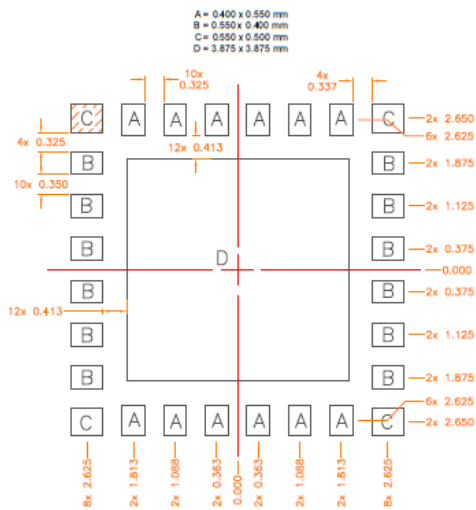 A = 0.400 x 0.550 mm
B = 0.550 x 0.400 mm
C = 0.550 x 0.500 mm
D = 3.875 x 3.875 mm
10x
0.325
4x
0.337
C A A A A A A C
2x 2.650
6x 2.625
4x 0.325
12x 0.413
B B
2x 1.875
10x 0.350
B B
2x 1.125
B B
2x 0.375
D
0.000
B B
2x 0.375
12x 0.413
B B
2x 1.125
B B
2x 1.875
6x 2.625
C A A A A A A C
2x 2.650
8x 2.625
2x 1.813
2x 1.088
2x 0.363
0.000
2x 0.363
2x 1.088
2x 1.813
8x 2.625